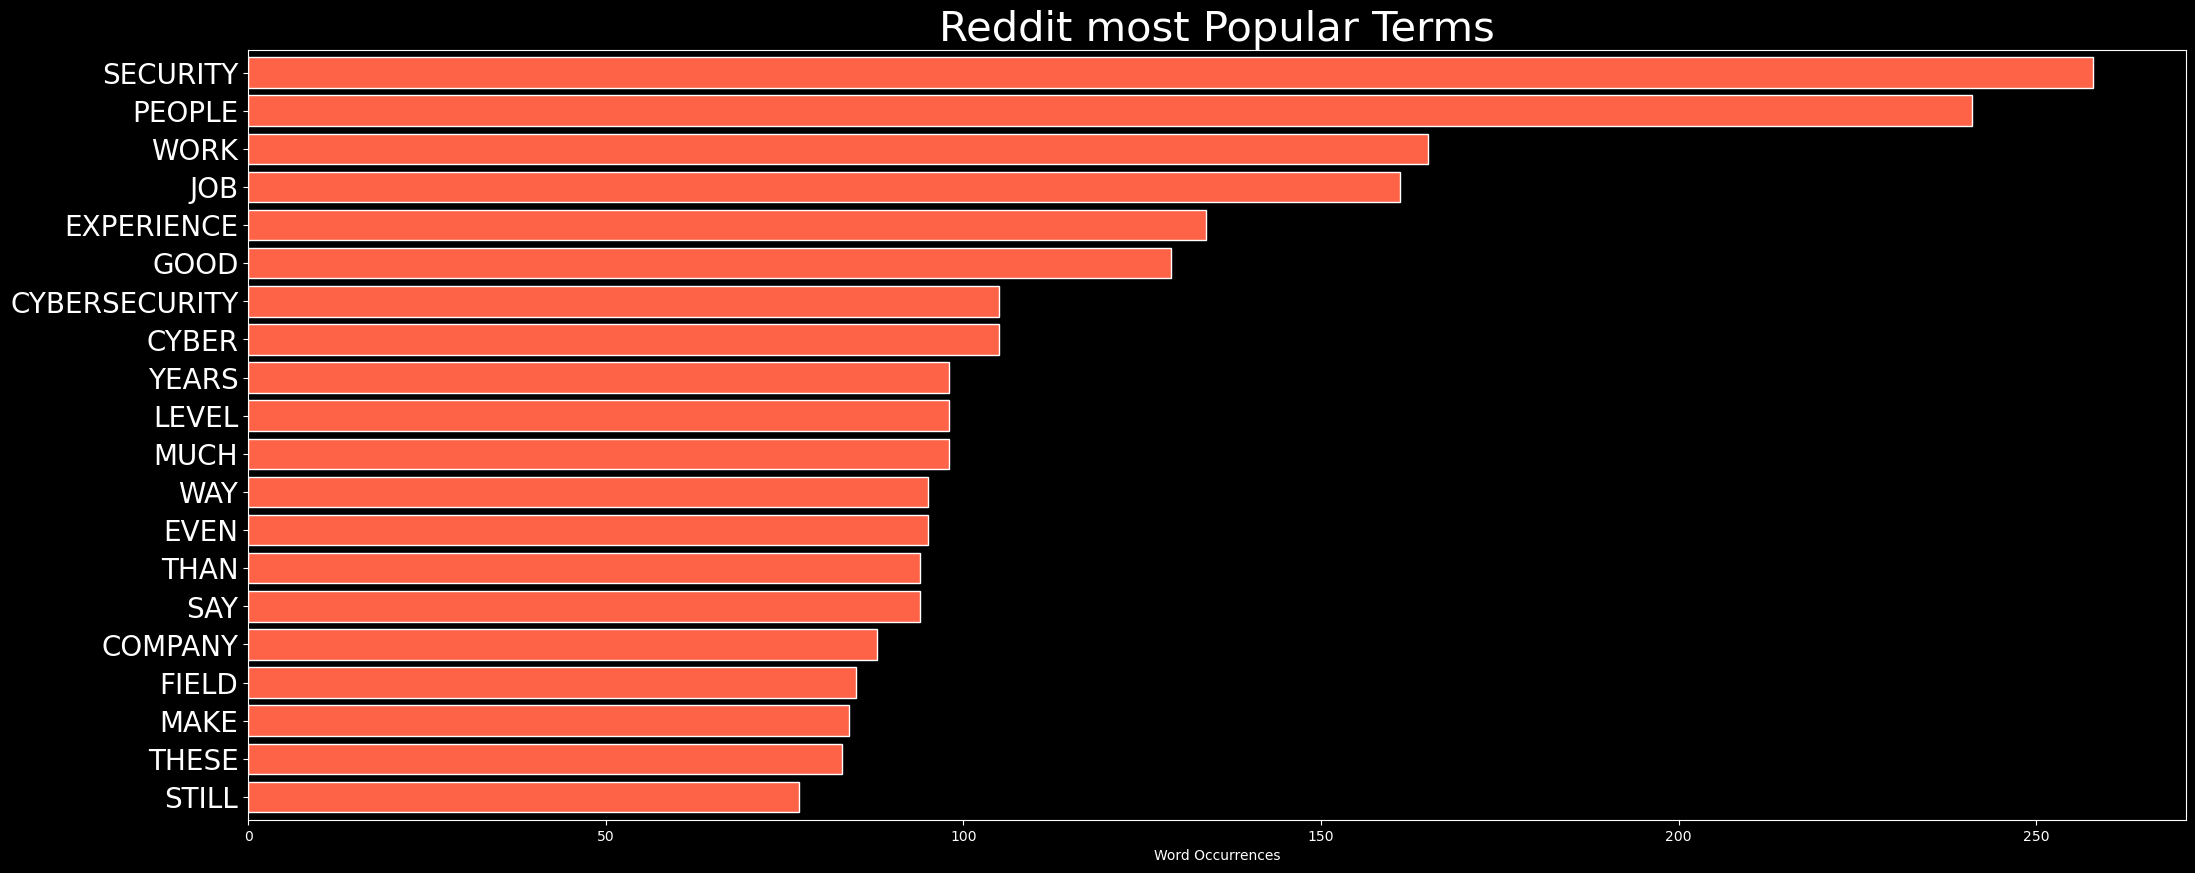 Reddit most Popular Terms
SECURITY
PEOPLE
WORK
JOB
EXPERIENCE
GOOD
CYBERSECURITY
CYBER
YEARS
LEVEL
MUCH
WAY
EVEN
THAN
SAY
COMPANY
FIELD
MAKE
THESE
STILL
0 50 100 150 200 250
Word Occurrences